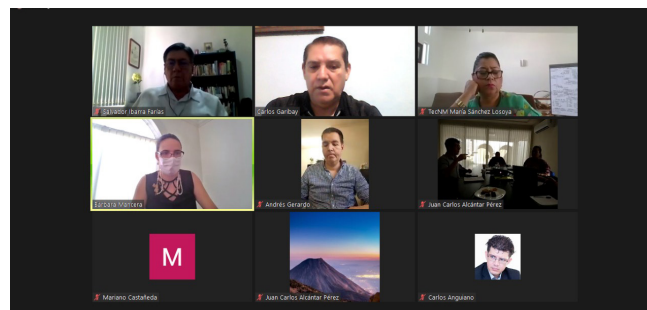 Salvador Ibarra Farías
Carlos Garibay
TecNM María Sánchez Losoya
Bárbara Mancera
Andrés Gerardo
Juan Carlos Alcántar Pérez
M
Mariano Castañeda
Juan Carlos Alcántar Pérez
Carlos Anguiano